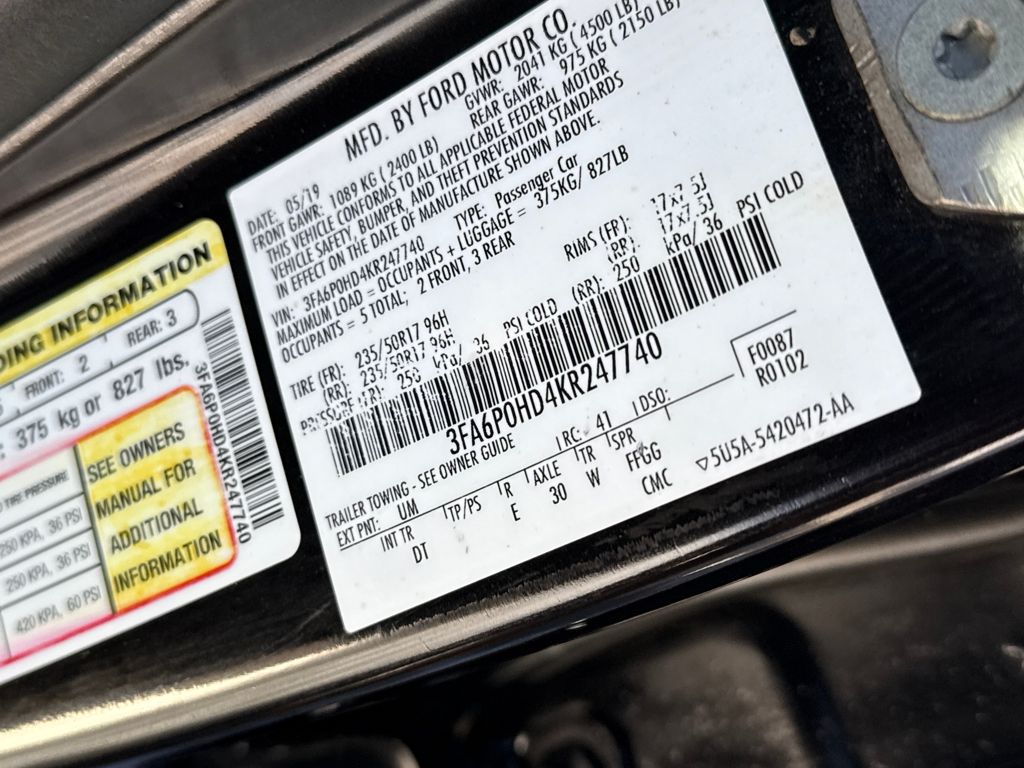 MFD. BY FORD MOTOR CO.
DATE: 05/19 GVWR: 2041 KG (4500 LB)
FRONT GAWR: 1089 KG (2400 LB) REAR GAWR: 975 KG (2150 LB)
THIS VEHICLE CONFORMS TO ALL APPLICABLE FEDERAL MOTOR
VEHICLE SAFETY, BUMPER, AND THEFT PREVENTION STANDARDS
IN EFFECT ON THE DATE OF MANUFACTURE SHOWN ABOVE.
VIN: 3FA6P0HD4KR247740 TYPE: Passenger Car
MAXIMUM LOAD = OCCUPANTS + LUGGAGE = 375KG/ 827LB
OCCUPANTS = 5 TOTAL; 2 FRONT, 3 REAR
TIRE (FR): 235/50R17 96H RIMS (FR): 17x7.5J
(RR): 235/50R17 96H (RR): 17x7.5J
PRESSURE (FR): 250 kPa/ 36 PSI COLD (RR): 250 kPa/ 36 PSI COLD
3FA6P0HD4KR247740
TRAILER TOWING - SEE OWNER GUIDE
F0087
R0102
EXT PNT: UM RC: 41 DSO:
INT TR TP/PS R AXLE TR SPR
DT E 30 W FFGG
CMC
▽5U5A-5420472-AA
DING INFORMATION
FRONT: 2 REAR: 3
: 375 kg or 827 lbs.
TIRE PRESSURE
250 KPA, 36 PSI
250 KPA, 36 PSI
420 KPA, 60 PSI
SEE OWNERS
MANUAL FOR
ADDITIONAL
INFORMATION
3FA6P0HD4KR247740